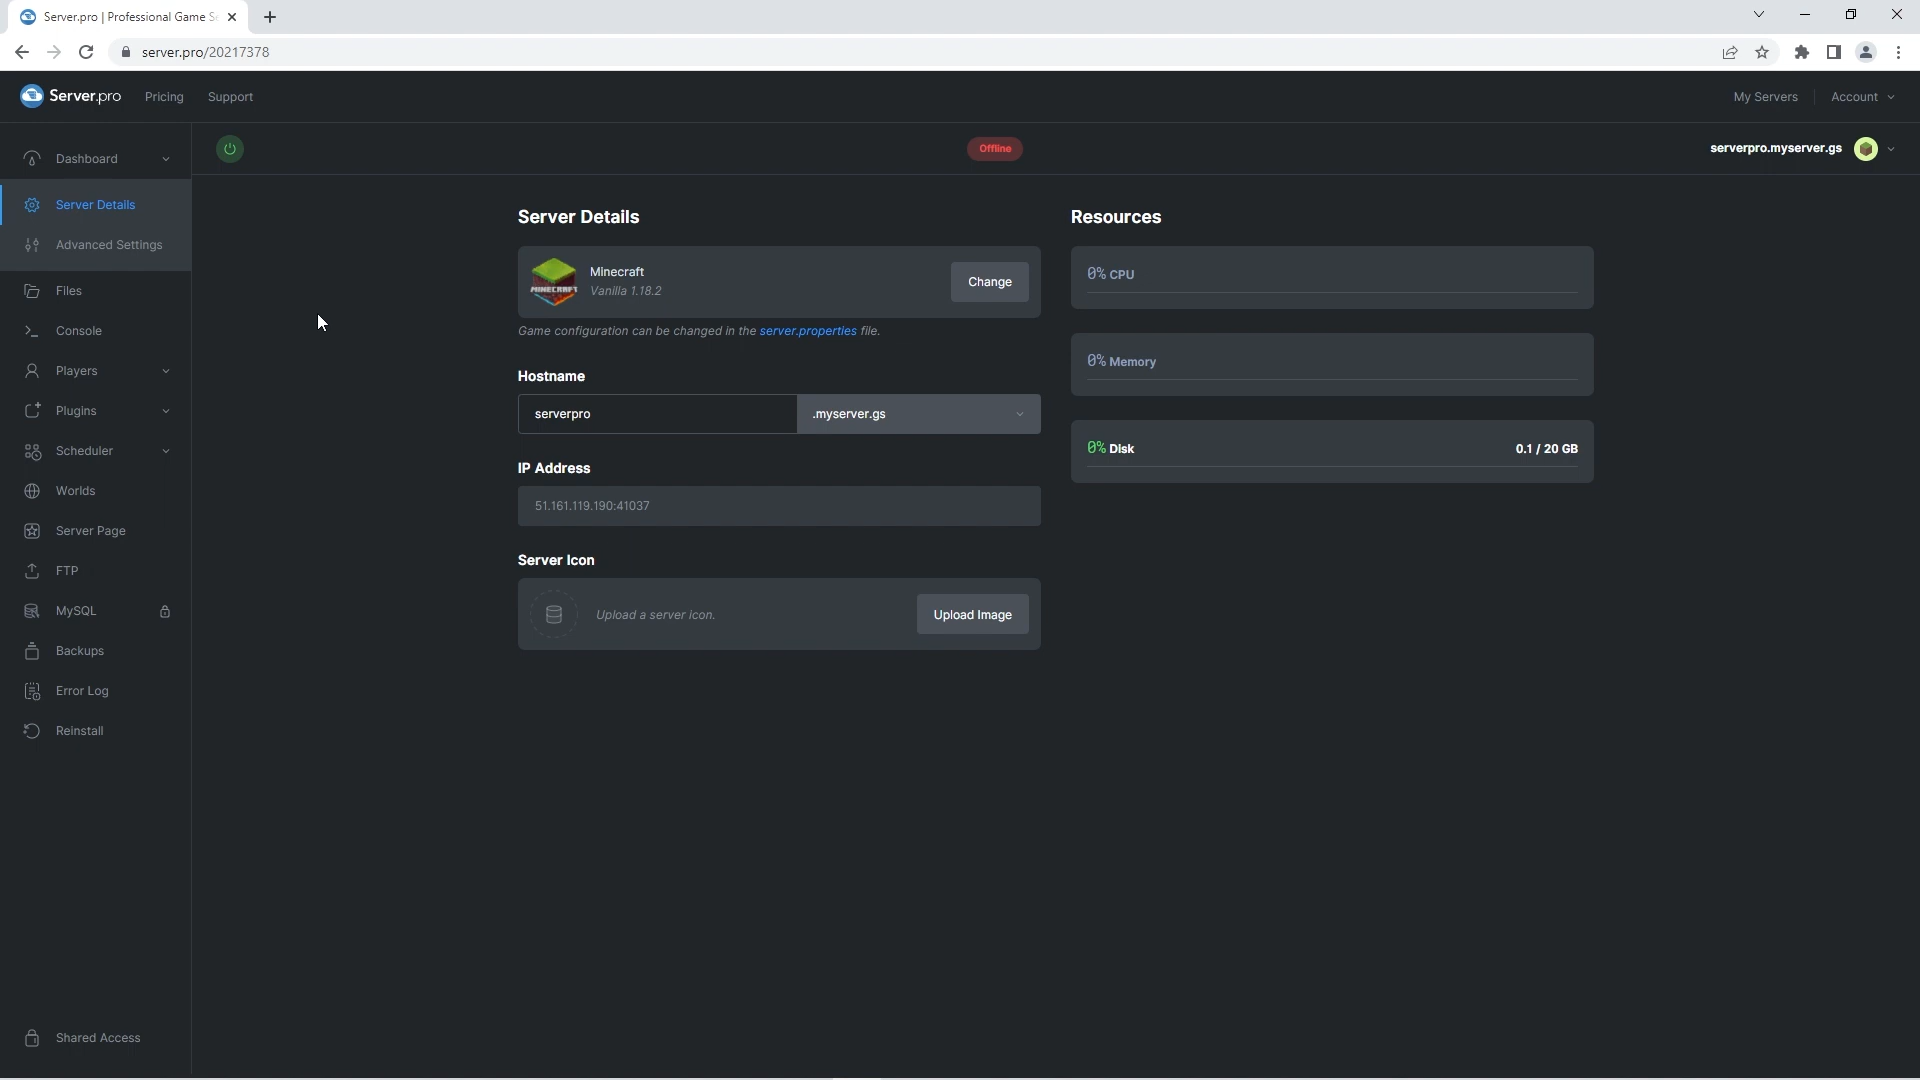 Server.pro | Professional Game Se
server.pro/20217378
Server.pro
Pricing
Support
My Servers
Account
Dashboard
Offline
serverpro.myserver.gs
Server Details
Advanced Settings
Files
Console
Players
Plugins
Scheduler
Worlds
Server Page
FTP
MySQL
Backups
Error Log
Reinstall
Shared Access
Server Details
MINECRAFT
Minecraft
Vanilla 1.18.2
Change
Game configuration can be changed in the server.properties file.
Hostname
serverpro
.myserver.gs
IP Address
51.161.119.190:41037
Server Icon
Upload a server icon.
Upload Image
Resources
0% CPU
0% Memory
0% Disk
0.1 / 20 GB